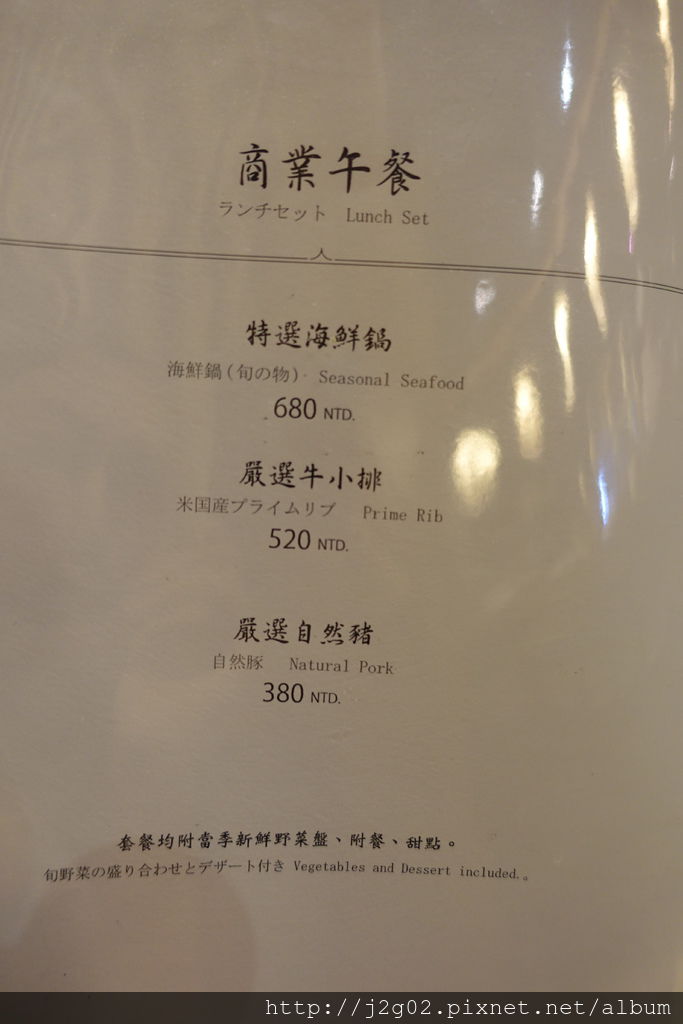 商業午餐
ランチセット Lunch Set
人
特選海鮮鍋
海鮮鍋(旬の物) Seasonal Seafood
680 NTD.
嚴選牛小排
米国産プライムリブ Prime Rib
520 NTD.
嚴選自然豬
自然豚 Natural Pork
380 NTD.
套餐均附當季新鮮野菜盤、附餐、甜點。
旬野菜の盛り合わせとデザート付き Vegetables and Dessert included.。
http://j2g02.pixnet.net/album